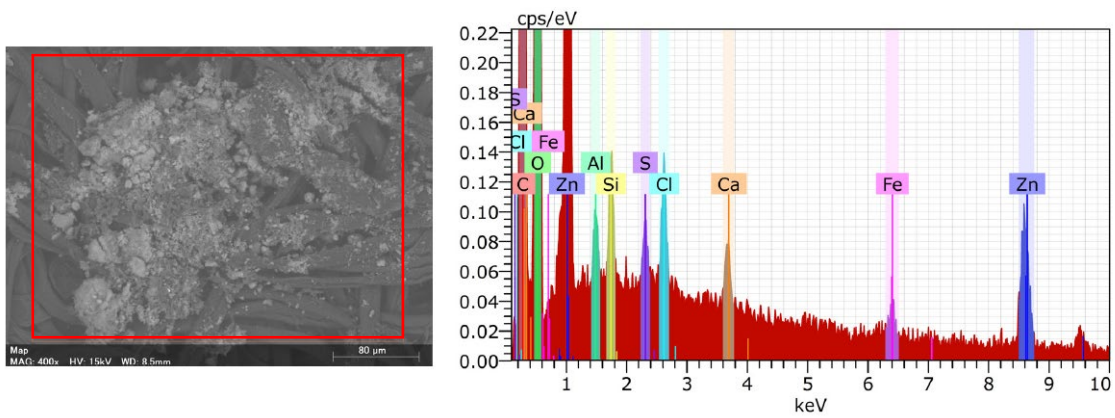 Map
MAG: 400x HV: 15kV WD: 8.5mm
80 µm
cps/eV
0.22
0.20
0.18
0.16
0.14
0.12
0.10
0.08
0.06
0.04
0.02
0.00
S
Ca
Cl
Fe
O
Al
S
C
Zn
Si
Cl
Ca
Fe
Zn
1 2 3 4 5 6 7 8 9 10
keV